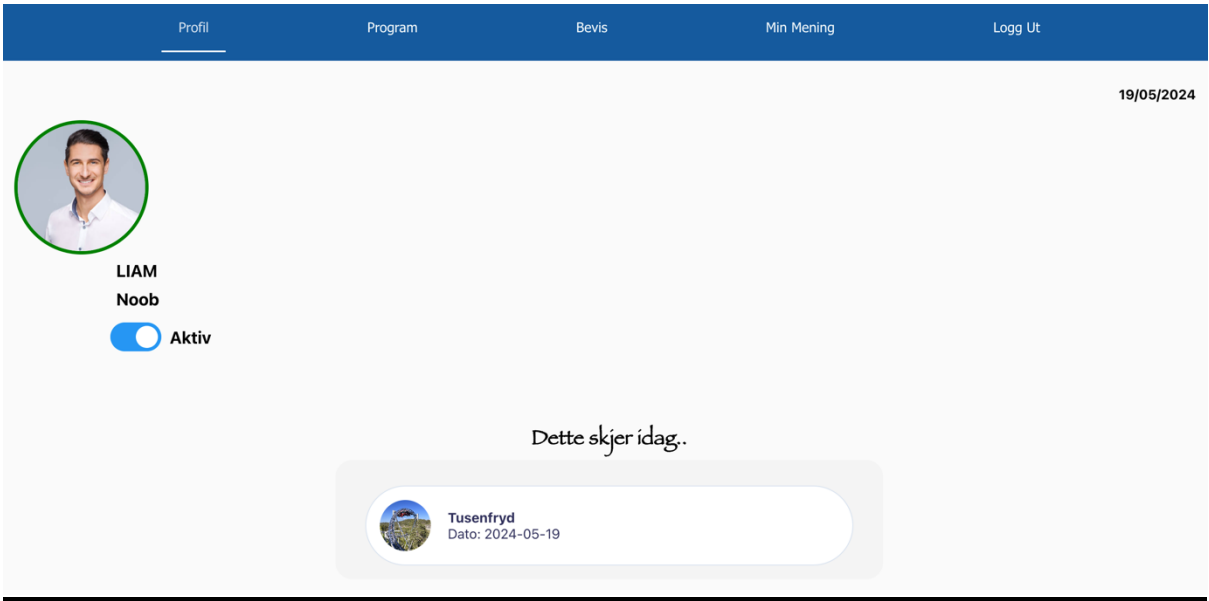 Profil Program Bevis Min Mening Logg Ut
19/05/2024
LIAM
Noob
Aktiv
Dette skjer idag..
Tusenfryd
Dato: 2024-05-19